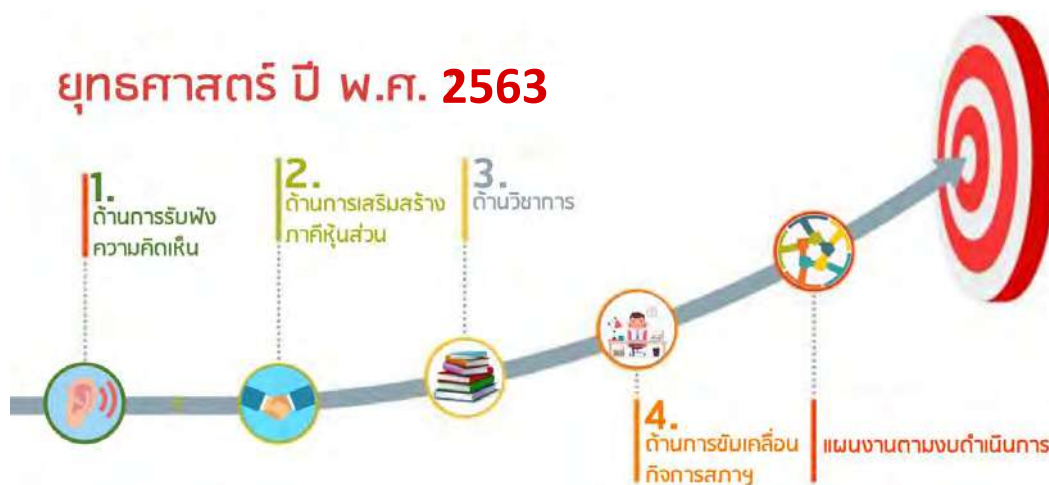 ยุทธศาสตร์ ปี พ.ศ. 2563
1.
ด้านการรับฟัง
ความคิดเห็น
2.
ด้านการเสริมสร้าง
ภาคีหุ้นส่วน
3.
ด้านวิชาการ
4.
ด้านการขับเคลื่อน
กิจการสภาฯ
แผนงานตามงบดำเนินการ